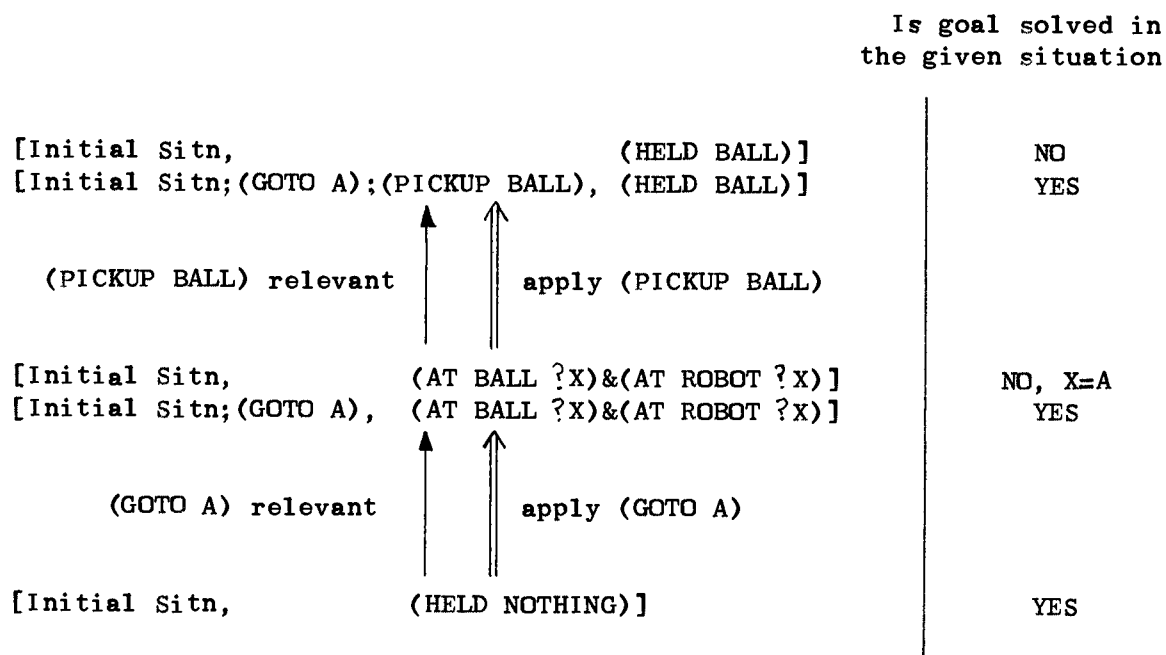 Is goal solved in
the given situation
[Initial Sitn, (HELD BALL)] NO
[Initial Sitn;(GOTO A);(PICKUP BALL), (HELD BALL)] YES
(PICKUP BALL) relevant apply (PICKUP BALL)
[Initial Sitn, (AT BALL ?X)&(AT ROBOT ?X)] NO, X=A
[Initial Sitn;(GOTO A), (AT BALL ?X)&(AT ROBOT ?X)] YES
(GOTO A) relevant apply (GOTO A)
[Initial Sitn, (HELD NOTHING)] YES